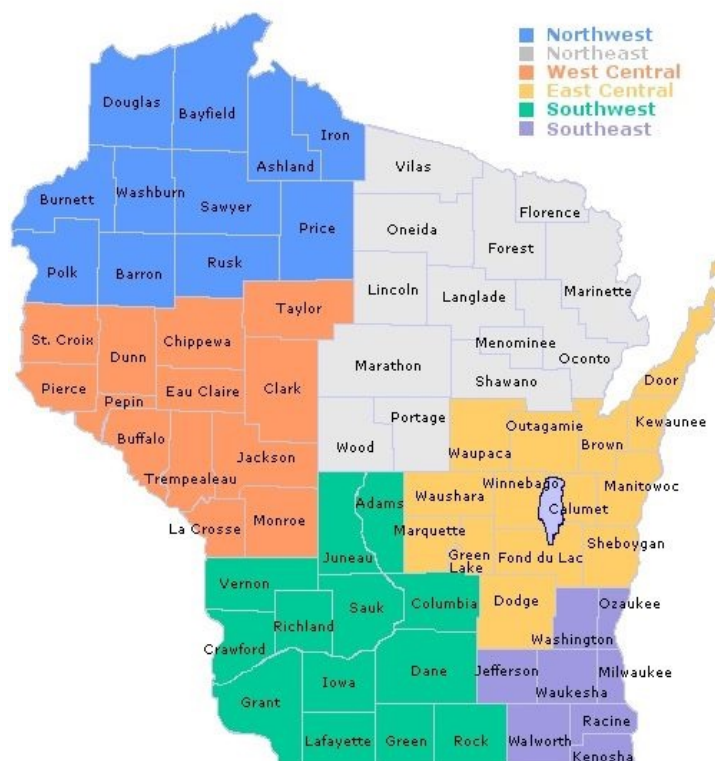 Northwest
Northeast
West Central
East Central
Southwest
Southeast
Douglas
Bayfield
Iron
Ashland
Vilas
Burnett
Washburn
Sawyer
Price
Oneida
Florence
Forest
Polk
Barron
Rusk
Lincoln
Langlade
Marinette
Taylor
St. Croix
Dunn
Chippewa
Menominee
Oconto
Marathon
Shawano
Pierce
Pepin
Eau Claire
Clark
Door
Buffalo
Portage
Outagamie
Kewaunee
Wood
Waupaca
Brown
Trempealeau
Jackson
Winnebago
Manitowoc
Adams
Waushara
Calumet
La Crosse
Monroe
Juneau
Marquette
Green
Lake
Fond du Lac
Sheboygan
Vernon
Sauk
Columbia
Dodge
Ozaukee
Richland
Washington
Crawford
Iowa
Dane
Jefferson
Milwaukee
Waukesha
Grant
Racine
Lafayette
Green
Rock
Walworth
Kenosha